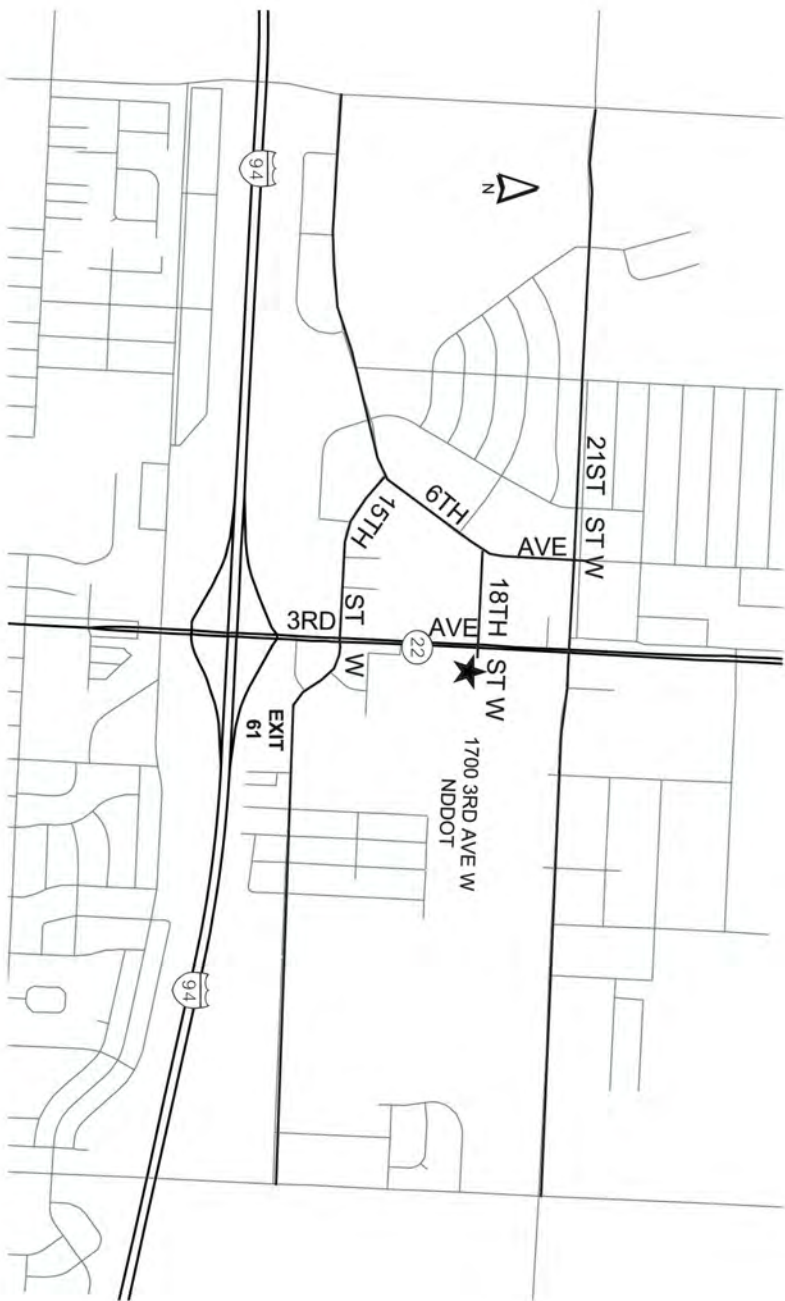 94
N
21ST ST W
6TH AVE
15TH ST W
18TH ST W
3RD AVE
22
1700 3RD AVE W
NDDOT
EXIT
61
94